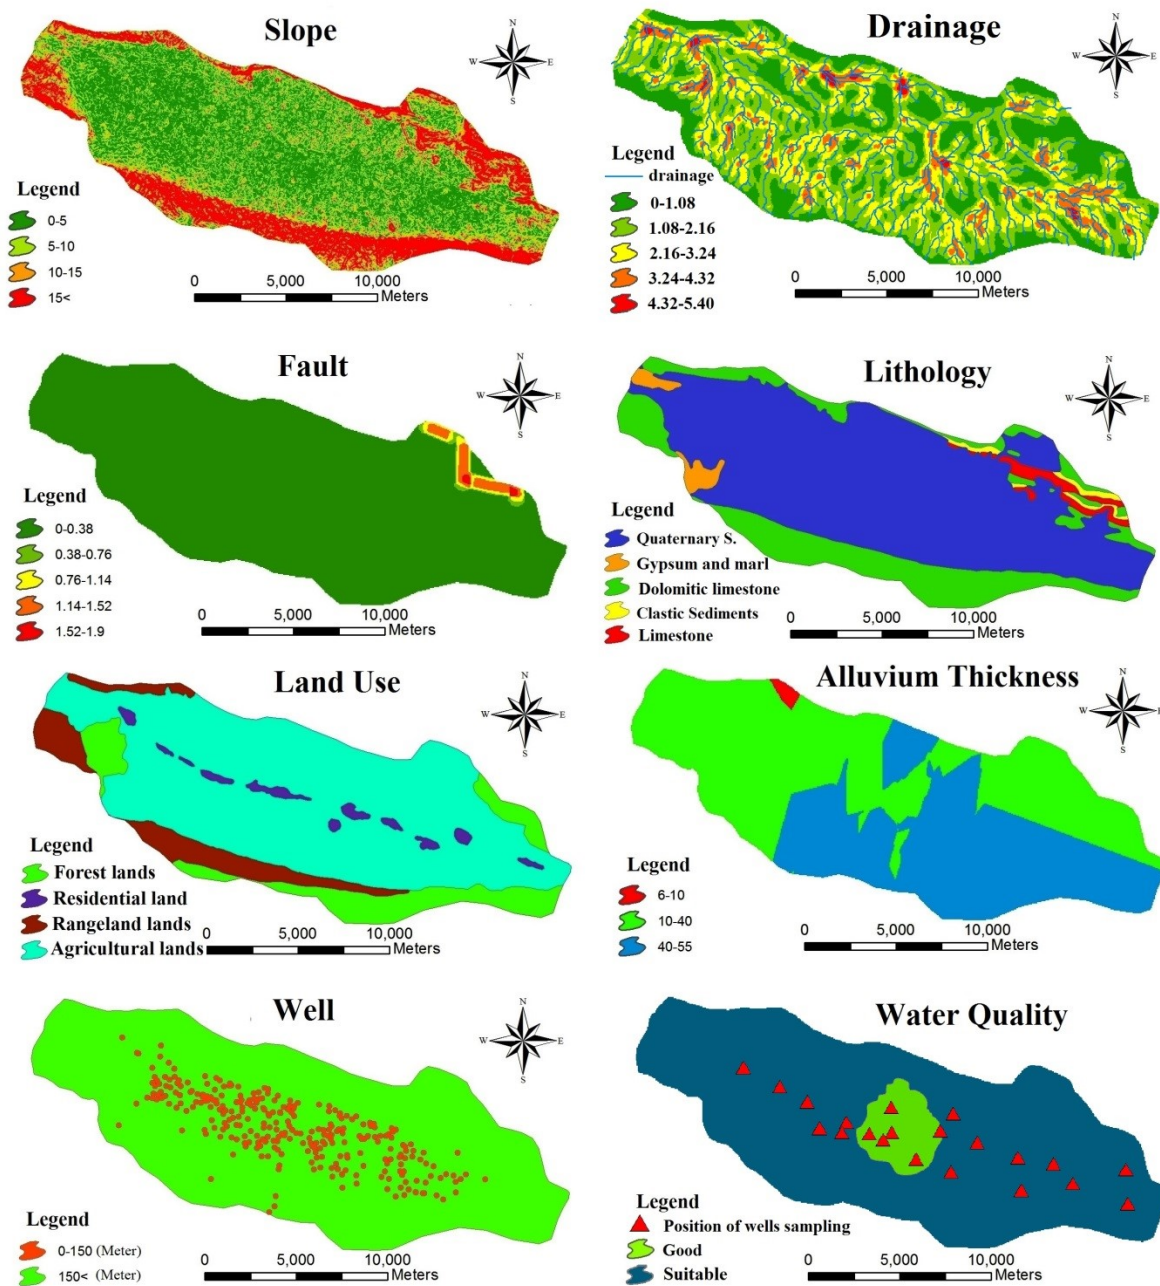 Slope
N
W
E
S
Legend
0-5
5-10
10-15
15<
0
5,000
10,000
Meters
Drainage
N
W
E
S
Legend
drainage
0-1.08
1.08-2.16
2.16-3.24
3.24-4.32
4.32-5.40
0
5,000
10,000
Meters
Fault
N
W
E
S
Legend
0-0.38
0.38-0.76
0.76-1.14
1.14-1.52
1.52-1.9
0
5,000
10,000
Meters
Lithology
N
W
E
S
Legend
Quaternary S.
Gypsum and marl
Dolomitic limestone
Clastic Sediments
Limestone
0
5,000
10,000
Meters
Land Use
N
W
E
S
Legend
Forest lands
Residential land
Rangeland lands
Agricultural lands
0
5,000
10,000
Meters
Alluvium Thickness
N
W
E
S
Legend
6-10
10-40
40-55
0
5,000
10,000
Meters
Well
N
W
E
S
Legend
0-150 (Meter)
150< (Meter)
0
5,000
10,000
Meters
Water Quality
N
W
E
S
Legend
Position of wells sampling
Good
Suitable
0
5,000
10,000
Meters